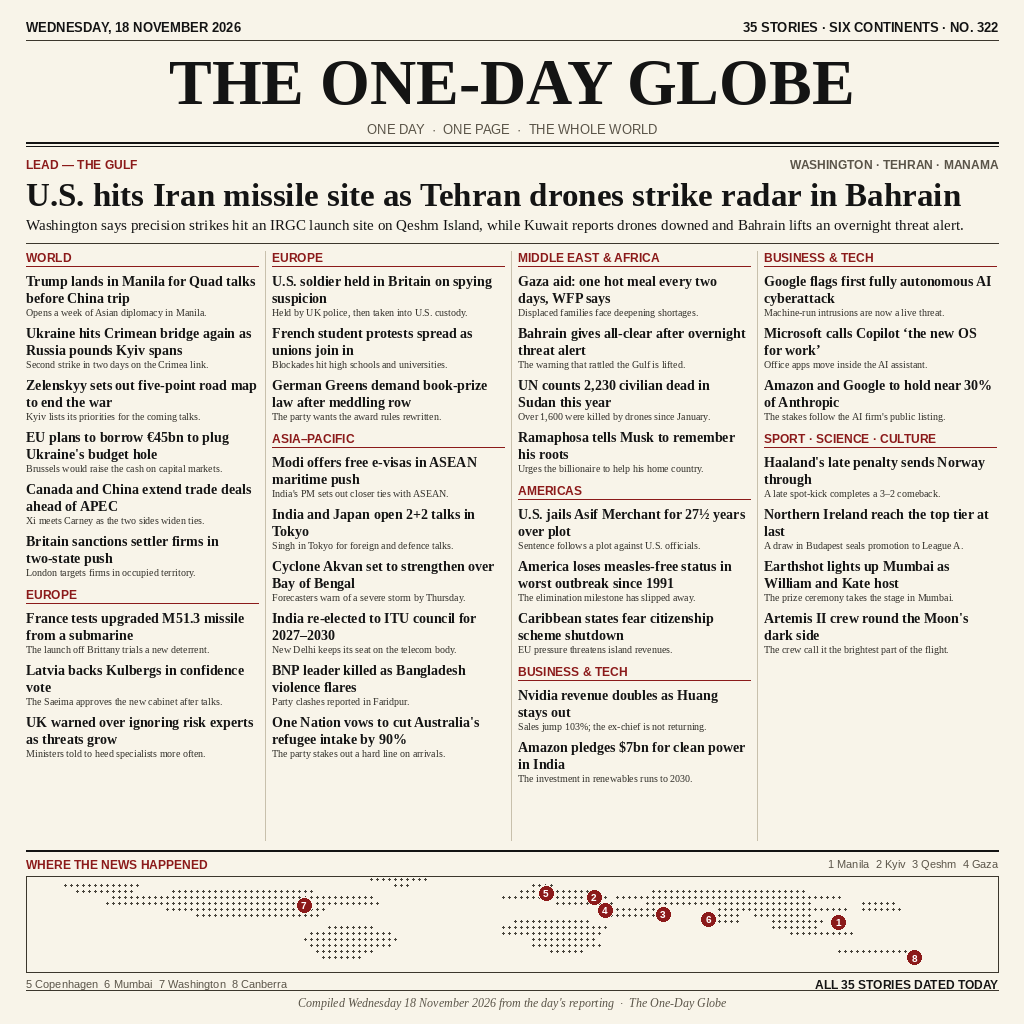 WEDNESDAY, 18 NOVEMBER 2026
35 STORIES · SIX CONTINENTS · NO. 322
THE ONE-DAY GLOBE
ONE DAY · ONE PAGE · THE WHOLE WORLD
LEAD — THE GULF
WASHINGTON · TEHRAN · MANAMA
U.S. hits Iran missile site as Tehran drones strike radar in Bahrain
Washington says precision strikes hit an IRGC launch site on Qeshm Island, while Kuwait reports drones downed and Bahrain lifts an overnight threat alert.
WORLD
Trump lands in Manila for Quad talks
before China trip
Opens a week of Asian diplomacy in Manila.
Ukraine hits Crimean bridge again as
Russia pounds Kyiv spans
Second strike in two days on the Crimea link.
Zelenskyy sets out five-point road map
to end the war
Kyiv lists its priorities for the coming talks.
EU plans to borrow €45bn to plug
Ukraine's budget hole
Brussels would raise the cash on capital markets.
Canada and China extend trade deals
ahead of APEC
Xi meets Carney as the two sides widen ties.
Britain sanctions settler firms in
two-state push
London targets firms in occupied territory.
EUROPE
France tests upgraded M51.3 missile
from a submarine
The launch off Brittany trials a new deterrent.
Latvia backs Kulbergs in confidence
vote
The Saeima approves the new cabinet after talks.
UK warned over ignoring risk experts
as threats grow
Ministers told to heed specialists more often.
EUROPE
U.S. soldier held in Britain on spying
suspicion
Held by UK police, then taken into U.S. custody.
French student protests spread as
unions join in
Blockades hit high schools and universities.
German Greens demand book-prize
law after meddling row
The party wants the award rules rewritten.
ASIA–PACIFIC
Modi offers free e-visas in ASEAN
maritime push
India's PM sets out closer ties with ASEAN.
India and Japan open 2+2 talks in
Tokyo
Singh in Tokyo for foreign and defence talks.
Cyclone Akvan set to strengthen over
Bay of Bengal
Forecasters warn of a severe storm by Thursday.
India re-elected to ITU council for
2027–2030
New Delhi keeps its seat on the telecom body.
BNP leader killed as Bangladesh
violence flares
Party clashes reported in Faridpur.
One Nation vows to cut Australia's
refugee intake by 90%
The party stakes out a hard line on arrivals.
MIDDLE EAST & AFRICA
Gaza aid: one hot meal every two
days, WFP says
Displaced families face deepening shortages.
Bahrain gives all-clear after overnight
threat alert
The warning that rattled the Gulf is lifted.
UN counts 2,230 civilian dead in
Sudan this year
Over 1,600 were killed by drones since January.
Ramaphosa tells Musk to remember
his roots
Urges the billionaire to help his home country.
AMERICAS
U.S. jails Asif Merchant for 27½ years
over plot
Sentence follows a plot against U.S. officials.
America loses measles-free status in
worst outbreak since 1991
The elimination milestone has slipped away.
Caribbean states fear citizenship
scheme shutdown
EU pressure threatens island revenues.
BUSINESS & TECH
Nvidia revenue doubles as Huang
stays out
Sales jump 103%; the ex-chief is not returning.
Amazon pledges $7bn for clean power
in India
The investment in renewables runs to 2030.
BUSINESS & TECH
Google flags first fully autonomous AI
cyberattack
Machine-run intrusions are now a live threat.
Microsoft calls Copilot ‘the new OS
for work’
Office apps move inside the AI assistant.
Amazon and Google to hold near 30%
of Anthropic
The stakes follow the AI firm's public listing.
SPORT · SCIENCE · CULTURE
Haaland's late penalty sends Norway
through
A late spot-kick completes a 3–2 comeback.
Northern Ireland reach the top tier at
last
A draw in Budapest seals promotion to League A.
Earthshot lights up Mumbai as
William and Kate host
The prize ceremony takes the stage in Mumbai.
Artemis II crew round the Moon's
dark side
The crew call it the brightest part of the flight.
WHERE THE NEWS HAPPENED
1 Manila 2 Kyiv 3 Qeshm 4 Gaza
5
2
7
4
3
6
1
8
5 Copenhagen 6 Mumbai 7 Washington 8 Canberra
ALL 35 STORIES DATED TODAY
Compiled Wednesday 18 November 2026 from the day's reporting · The One-Day Globe